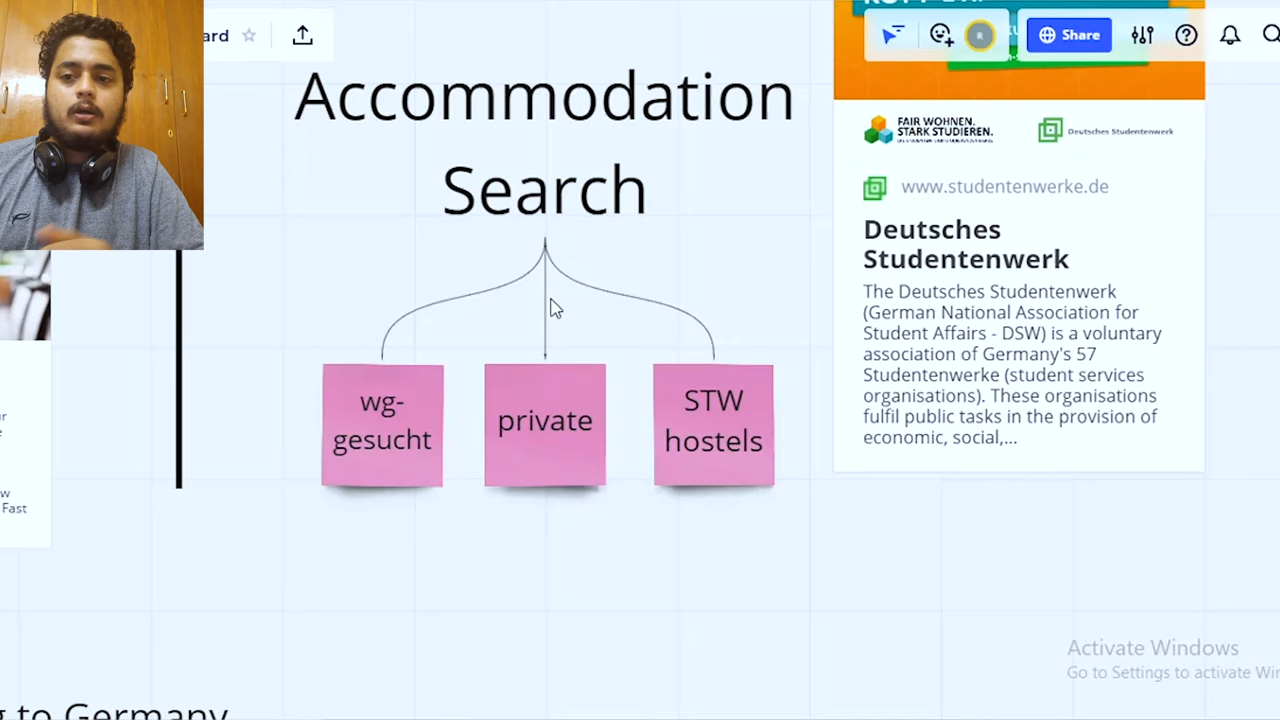 ard
Share
Accommodation
Search
wg-
gesucht
private
STW
hostels
FAIR WOHNEN.
STARK STUDIEREN.
Deutsches Studentenwerk
www.studentenwerke.de
Deutsches
Studentenwerk
The Deutsches Studentenwerk
(German National Association for
Student Affairs - DSW) is a voluntary
association of Germany's 57
Studentenwerke (student services
organisations). These organisations
fulfil public tasks in the provision of
economic, social,...
Fast
Activate Windows
Go to Settings to activate Win
g to Germany